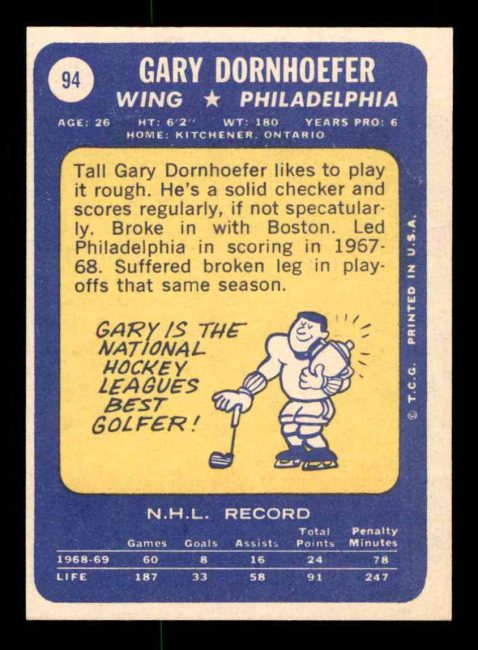 94
GARY DORNHOEFER
WING ★ PHILADELPHIA
AGE: 26 HT: 6'2" WT: 180 YEARS PRO: 6
HOME: KITCHENER, ONTARIO
Tall Gary Dornhoefer likes to play
it rough. He's a solid checker and
scores regularly, if not specatular-
ly. Broke in with Boston. Led
Philadelphia in scoring in 1967-
68. Suffered broken leg in play-
offs that same season.
GARY IS THE
NATIONAL
HOCKEY
LEAGUES
BEST
GOLFER!
© T.C.G. PRINTED IN U.S.A.
N.H.L. RECORD
Games Goals Assists Total Points Penalty Minutes
1968-69 60 8 16 24 78
LIFE 187 33 58 91 247